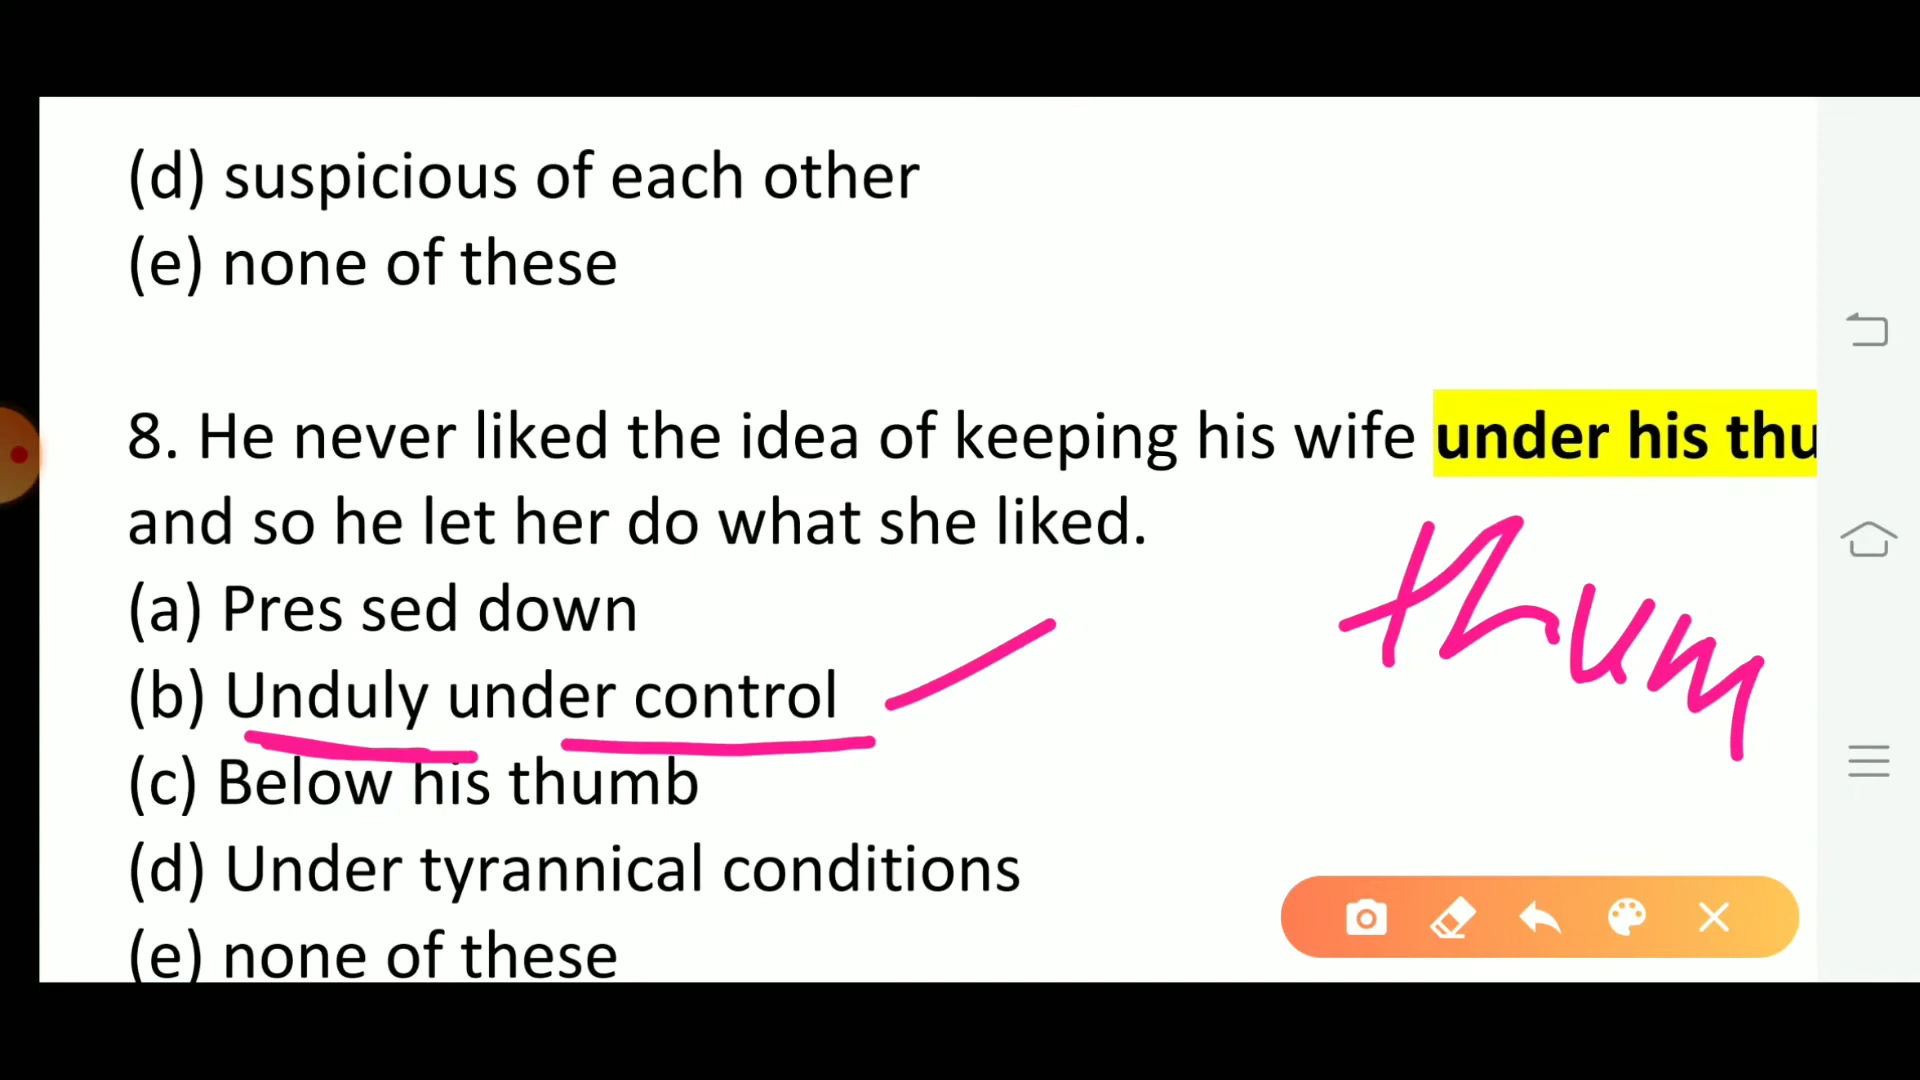 (d) suspicious of each other
(e) none of these
8. He never liked the idea of keeping his wife under his thu
and so he let her do what she liked.
thum
(a) Pres sed down
(b) Unduly under control
(c) Below his thumb
(d) Under tyrannical conditions
(e) none of these